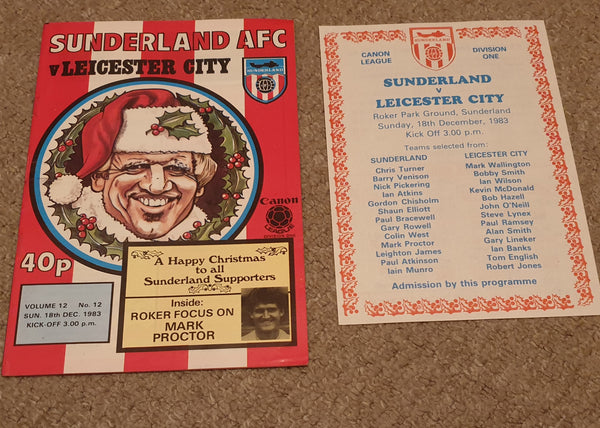 SUNDERLAND AFC
v LEICESTER CITY
40p
Canon
LEAGUE
A Happy Christmas
to all
Sunderland Supporters
VOLUME 12 No. 12
SUN. 18th DEC. 1983
KICK-OFF 3.00 p.m.
Inside:
ROKER FOCUS ON
MARK
PROCTOR
CANON
LEAGUE
DIVISION
ONE
SUNDERLAND
v
LEICESTER CITY
Roker Park Ground, Sunderland
Sunday, 18th December, 1983
Kick Off 3.00 p.m.
Teams selected from:
SUNDERLAND
Chris Turner
Barry Venison
Nick Pickering
Ian Atkins
Gordon Chisholm
Shaun Elliott
Paul Bracewell
Gary Rowell
Colin West
Mark Proctor
Leighton James
Paul Atkinson
Iain Munro
LEICESTER CITY
Mark Wallington
Bobby Smith
Ian Wilson
Kevin McDonald
Bob Hazell
John O'Neill
Steve Lynex
Paul Ramsey
Alan Smith
Gary Lineker
Ian Banks
Tom English
Robert Jones
Admission by this programme